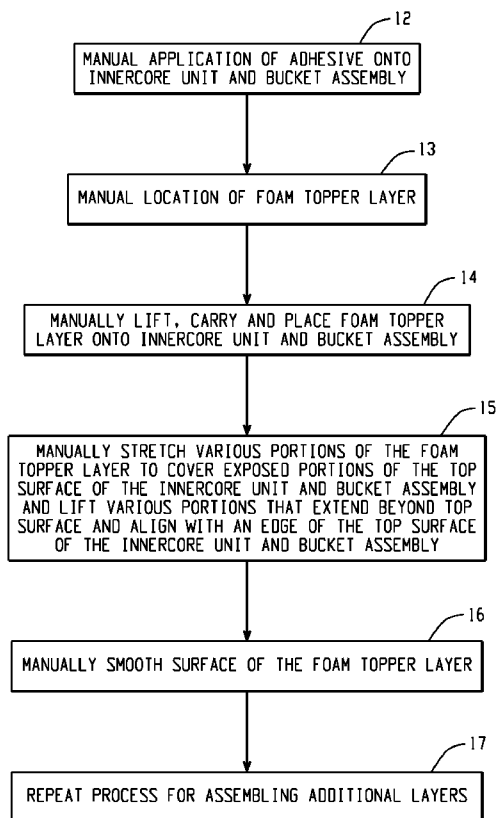 12
MANUAL APPLICATION OF ADHESIVE ONTO
INNERCORE UNIT AND BUCKET ASSEMBLY
13
MANUAL LOCATION OF FOAM TOPPER LAYER
14
MANUALLY LIFT, CARRY AND PLACE FOAM TOPPER
LAYER ONTO INNERCORE UNIT AND BUCKET ASSEMBLY
15
MANUALLY STRETCH VARIOUS PORTIONS OF THE FOAM
TOPPER LAYER TO COVER EXPOSED PORTIONS OF THE TOP
SURFACE OF THE INNERCORE UNIT AND BUCKET ASSEMBLY
AND LIFT VARIOUS PORTIONS THAT EXTEND BEYOND TOP
SURFACE AND ALIGN WITH AN EDGE OF THE TOP SURFACE
OF THE INNERCORE UNIT AND BUCKET ASSEMBLY
16
MANUALLY SMOOTH SURFACE OF THE FOAM TOPPER LAYER
17
REPEAT PROCESS FOR ASSEMBLING ADDITIONAL LAYERS